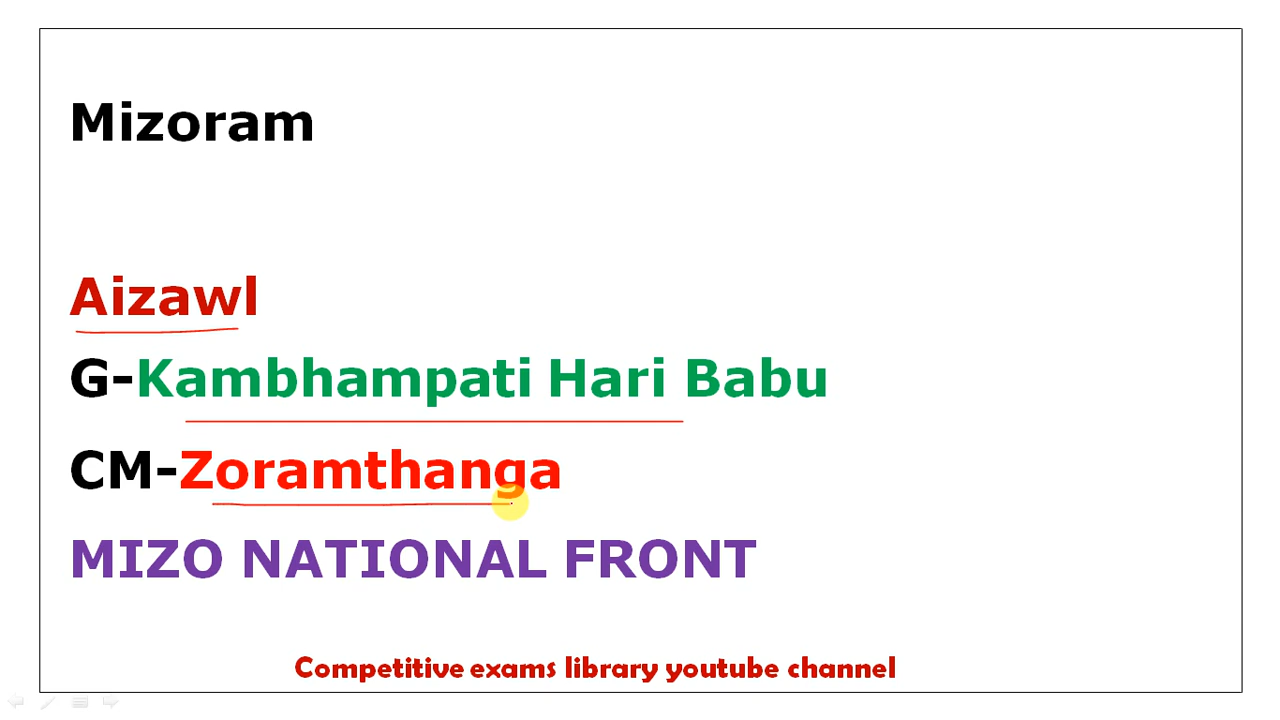 Mizoram
Aizawl
G-Kambhampati Hari Babu
CM-Zoramthanga
MIZO NATIONAL FRONT
Competitive exams library youtube channel